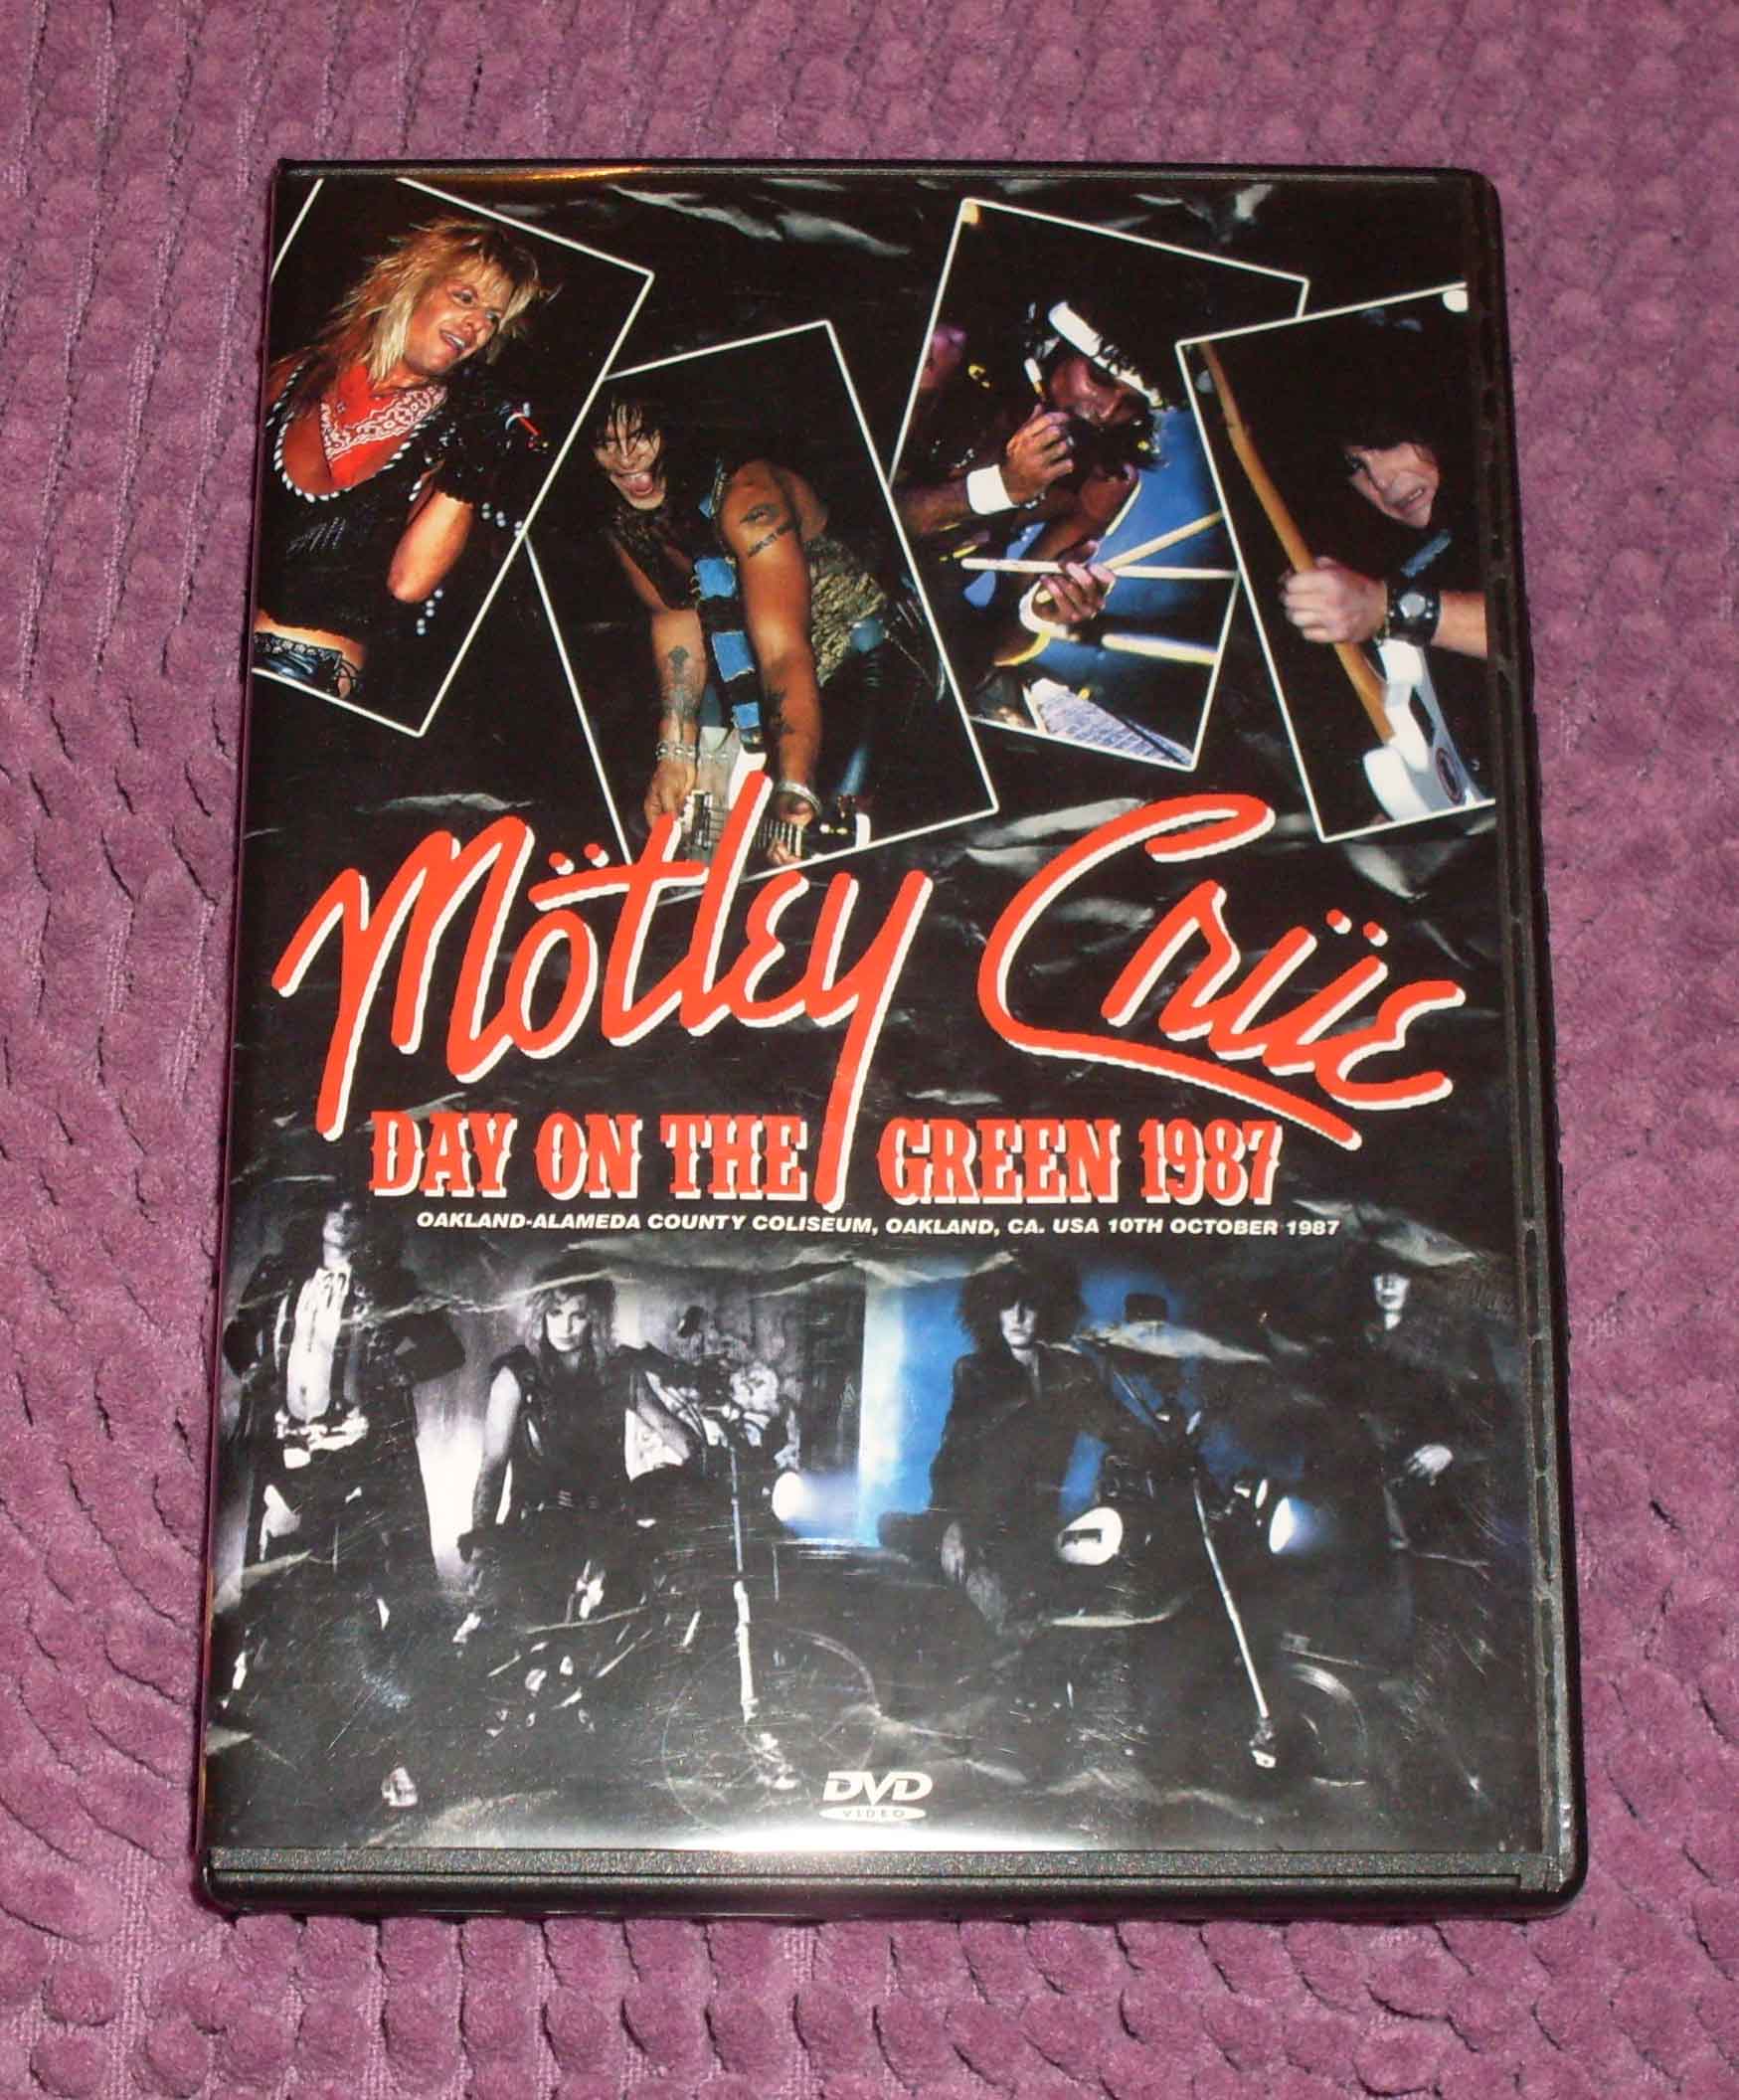 Mötley Crüe
DAY ON THE GREEN 1987
OAKLAND-ALAMEDA COUNTY COLISEUM, OAKLAND, CA. USA 10TH OCTOBER 1987
DVD
VIDEO